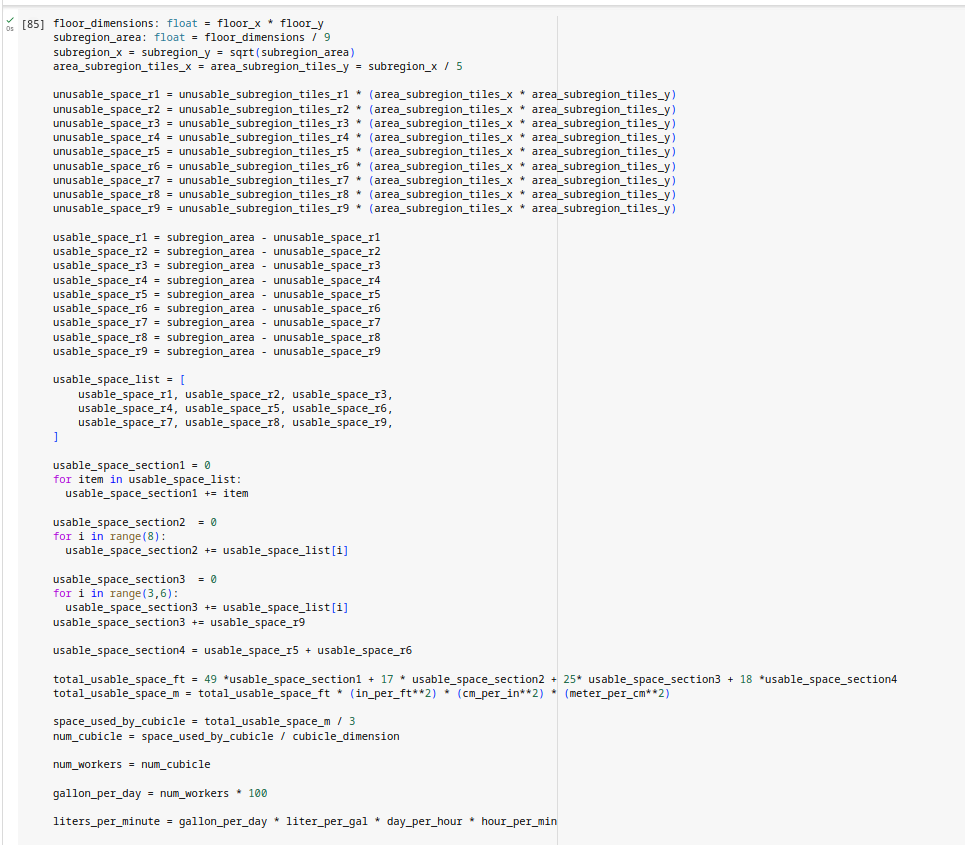 0s
[85] floor_dimensions: float = floor_x * floor_y
subregion_area: float = floor_dimensions / 9
subregion_x = subregion_y = sqrt(subregion_area)
area_subregion_tiles_x = area_subregion_tiles_y = subregion_x / 5

unusable_space_r1 = unusable_subregion_tiles_r1 * (area_subregion_tiles_x * area_subregion_tiles_y)
unusable_space_r2 = unusable_subregion_tiles_r2 * (area_subregion_tiles_x * area_subregion_tiles_y)
unusable_space_r3 = unusable_subregion_tiles_r3 * (area_subregion_tiles_x * area_subregion_tiles_y)
unusable_space_r4 = unusable_subregion_tiles_r4 * (area_subregion_tiles_x * area_subregion_tiles_y)
unusable_space_r5 = unusable_subregion_tiles_r5 * (area_subregion_tiles_x * area_subregion_tiles_y)
unusable_space_r6 = unusable_subregion_tiles_r6 * (area_subregion_tiles_x * area_subregion_tiles_y)
unusable_space_r7 = unusable_subregion_tiles_r7 * (area_subregion_tiles_x * area_subregion_tiles_y)
unusable_space_r8 = unusable_subregion_tiles_r8 * (area_subregion_tiles_x * area_subregion_tiles_y)
unusable_space_r9 = unusable_subregion_tiles_r9 * (area_subregion_tiles_x * area_subregion_tiles_y)

usable_space_r1 = subregion_area - unusable_space_r1
usable_space_r2 = subregion_area - unusable_space_r2
usable_space_r3 = subregion_area - unusable_space_r3
usable_space_r4 = subregion_area - unusable_space_r4
usable_space_r5 = subregion_area - unusable_space_r5
usable_space_r6 = subregion_area - unusable_space_r6
usable_space_r7 = subregion_area - unusable_space_r7
usable_space_r8 = subregion_area - unusable_space_r8
usable_space_r9 = subregion_area - unusable_space_r9

usable_space_list = [
    usable_space_r1, usable_space_r2, usable_space_r3,
    usable_space_r4, usable_space_r5, usable_space_r6,
    usable_space_r7, usable_space_r8, usable_space_r9,
]

usable_space_section1 = 0
for item in usable_space_list:
  usable_space_section1 += item

usable_space_section2  = 0
for i in range(8):
  usable_space_section2 += usable_space_list[i]

usable_space_section3  = 0
for i in range(3,6):
  usable_space_section3 += usable_space_list[i]
usable_space_section3 += usable_space_r9

usable_space_section4 = usable_space_r5 + usable_space_r6

total_usable_space_ft = 49 *usable_space_section1 + 17 * usable_space_section2 + 25* usable_space_section3 + 18 *usable_space_section4
total_usable_space_m = total_usable_space_ft * (in_per_ft**2) * (cm_per_in**2) * (meter_per_cm**2)

space_used_by_cubicle = total_usable_space_m / 3
num_cubicle = space_used_by_cubicle / cubicle_dimension

num_workers = num_cubicle

gallon_per_day = num_workers * 100

liters_per_minute = gallon_per_day * liter_per_gal * day_per_hour * hour_per_min